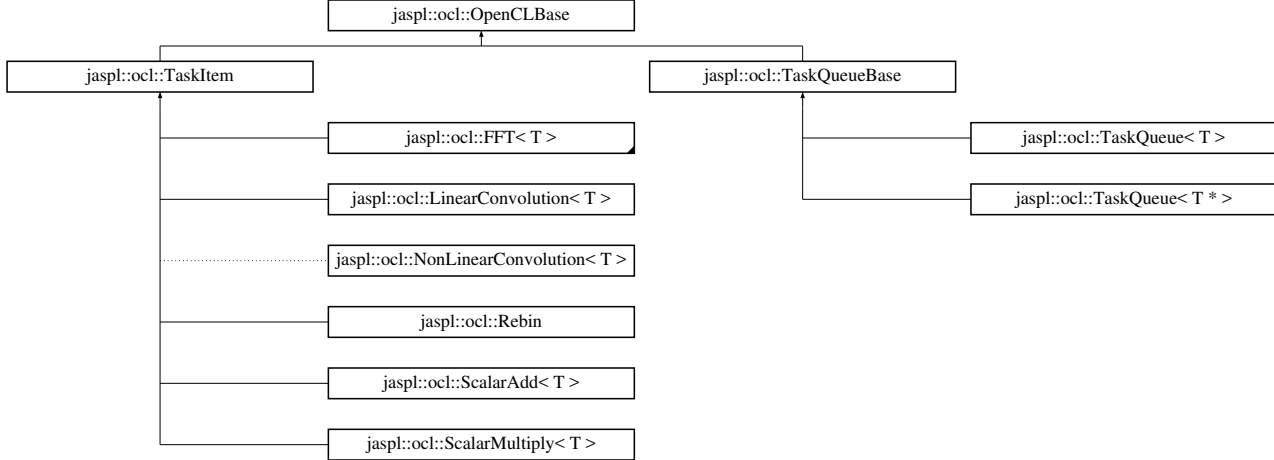 jaspl::ocl::OpenCLBase
jaspl::ocl::TaskItem
jaspl::ocl::TaskQueueBase
jaspl::ocl::FFT< T >
jaspl::ocl::TaskQueue< T >
jaspl::ocl::LinearConvolution< T >
jaspl::ocl::TaskQueue< T * >
jaspl::ocl::NonLinearConvolution< T >
jaspl::ocl::Rebin
jaspl::ocl::ScalarAdd< T >
jaspl::ocl::ScalarMultiply< T >